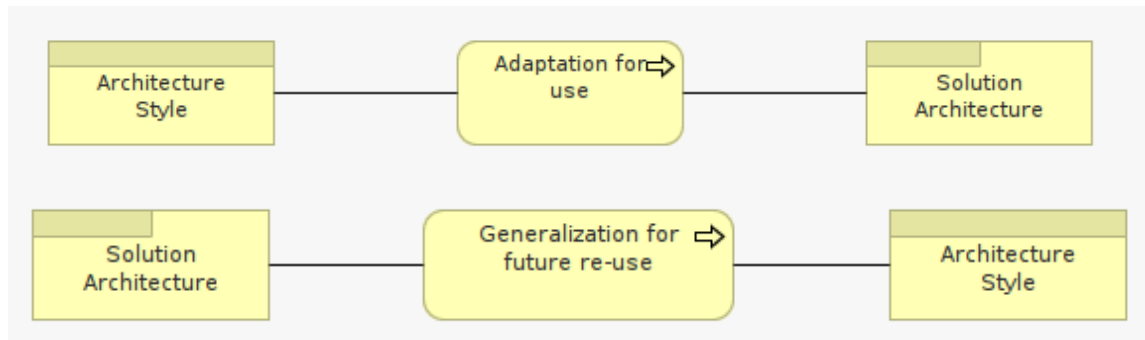 Architecture
Style
Adaptation for
use
Solution
Architecture
Solution
Architecture
Generalization for
future re-use
Architecture
Style